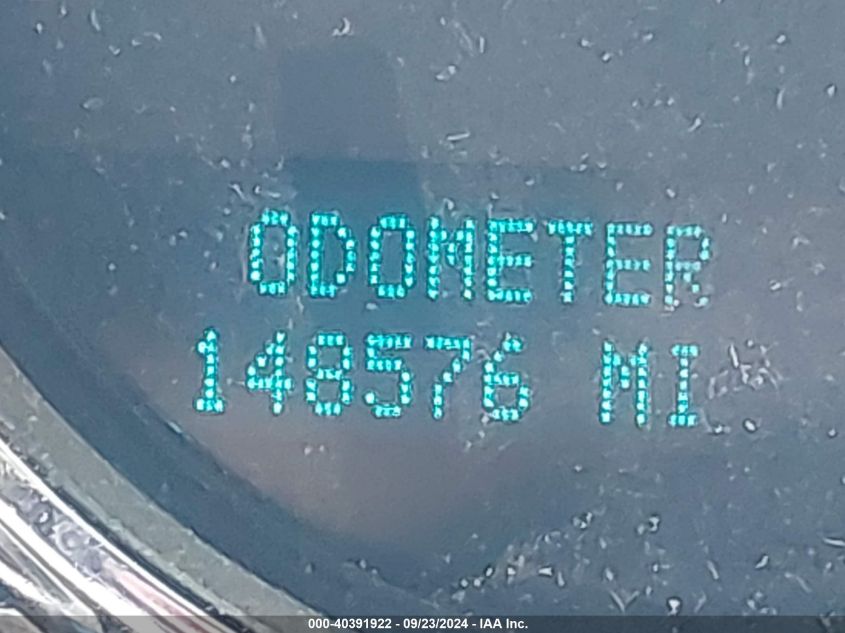 ODOMETER
148576 MI
000-40391922 - 09/23/2024 - IAA Inc.